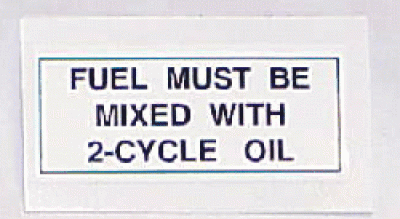 FUEL MUST BE
MIXED WITH
2-CYCLE OIL